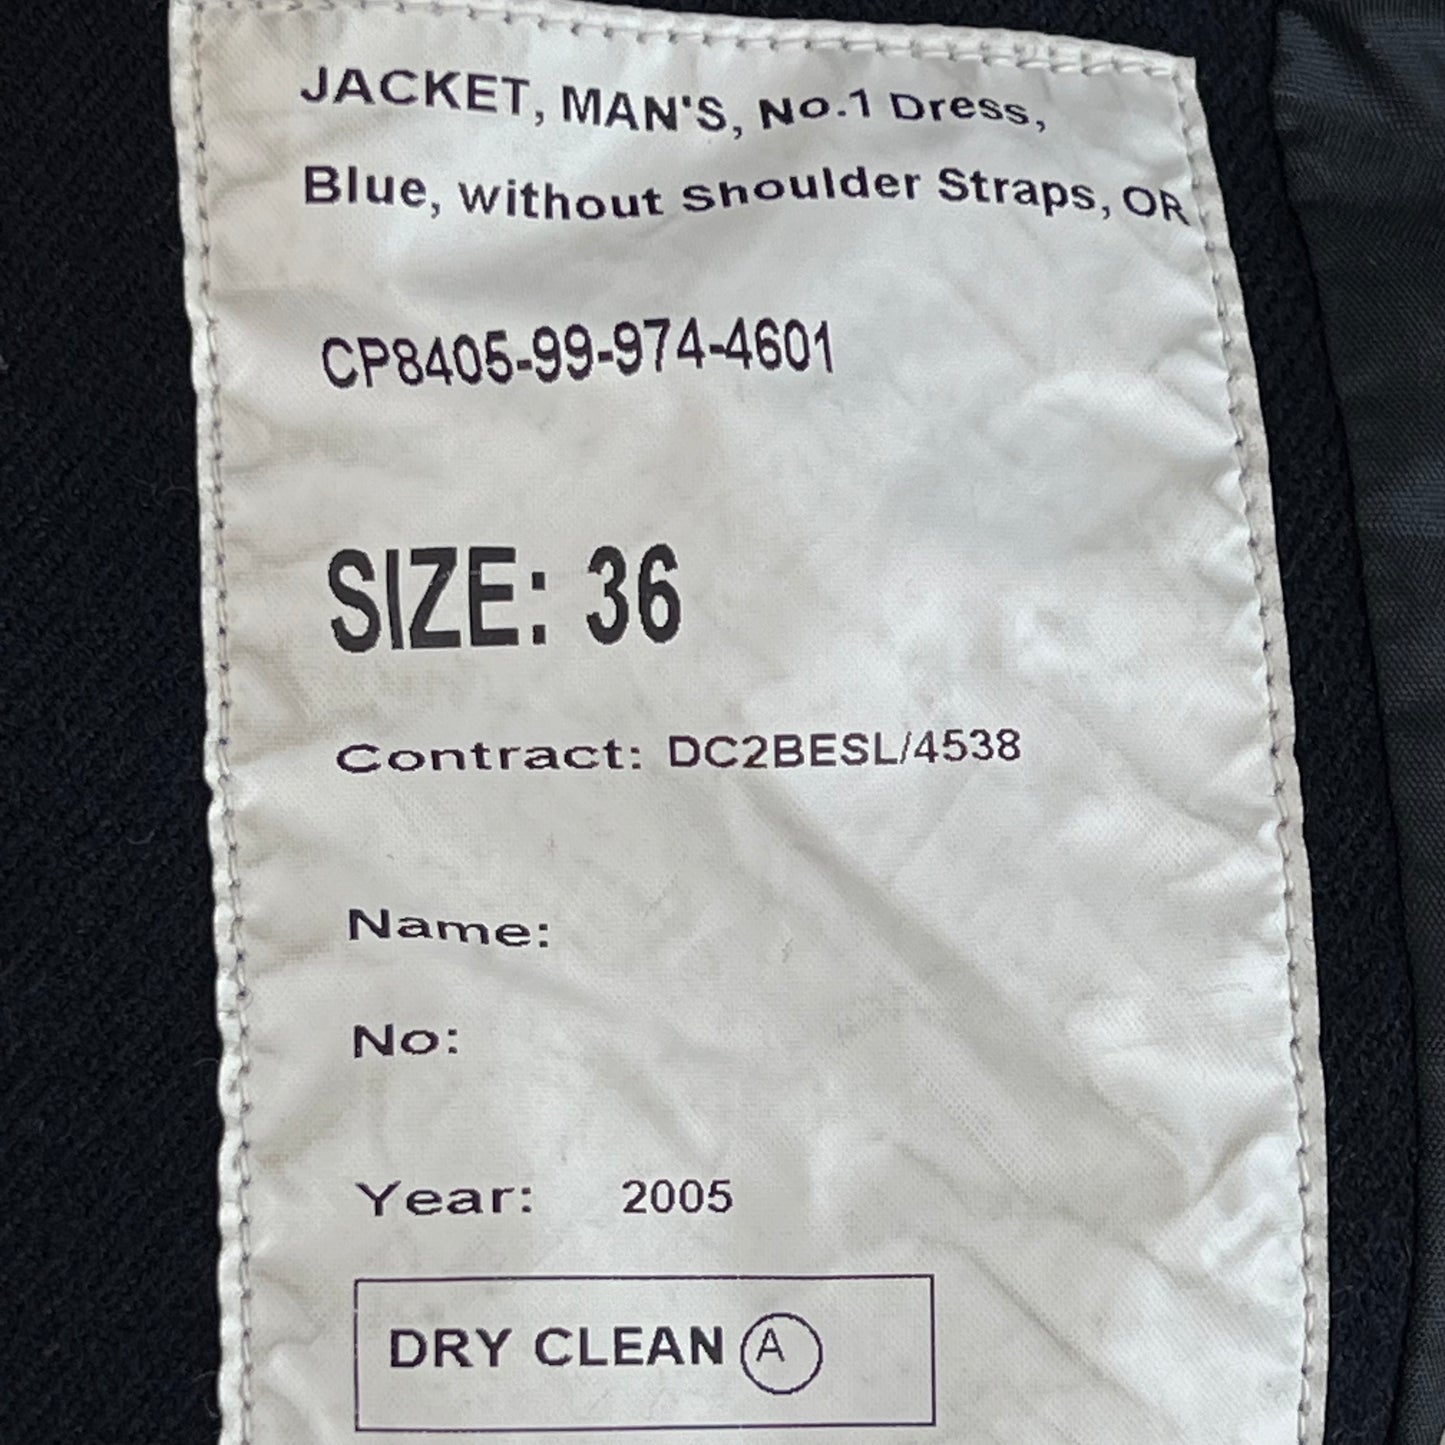 JACKET, MAN'S, No.1 Dress,
Blue, without Shoulder Straps, OR
CP8405-99-974-4601
SIZE: 36
Contract: DC2BESL/4538
Name:
No:
Year: 2005
DRY CLEAN A